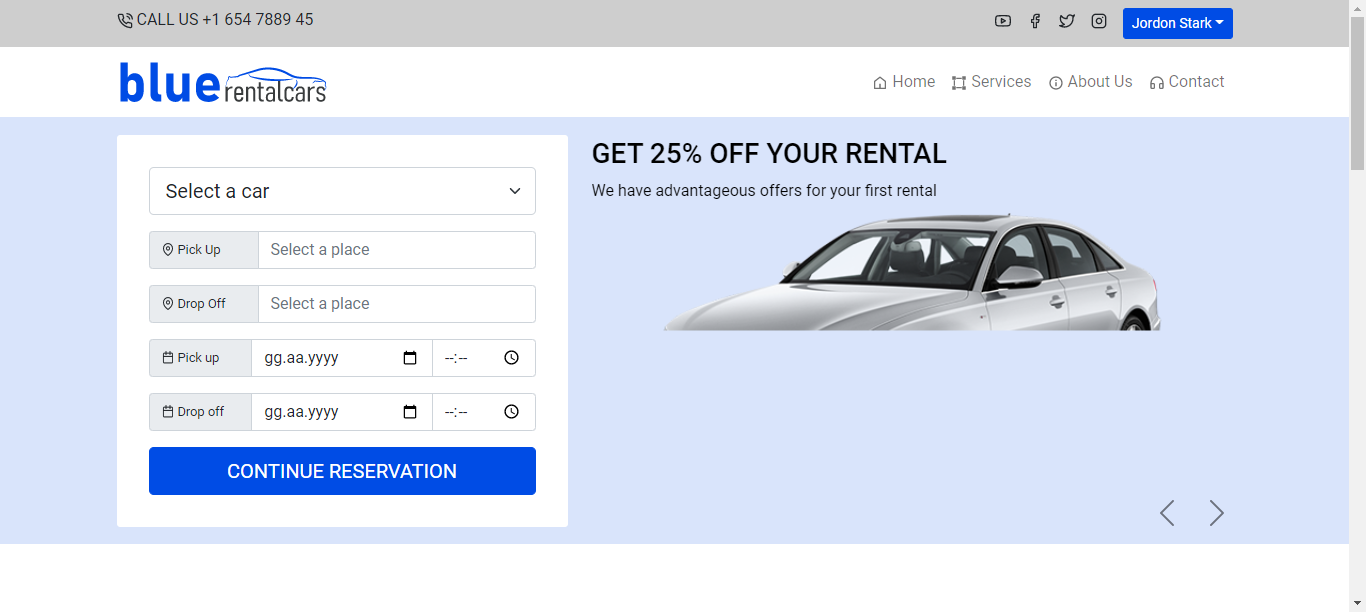 CALL US +1 654 7889 45
Jordon Stark
blue rentalcars
Home Services About Us Contact
Select a car
Pick Up Select a place
Drop Off Select a place
Pick up gg.aa.yyyy --:--
Drop off gg.aa.yyyy --:--
CONTINUE RESERVATION
GET 25% OFF YOUR RENTAL
We have advantageous offers for your first rental